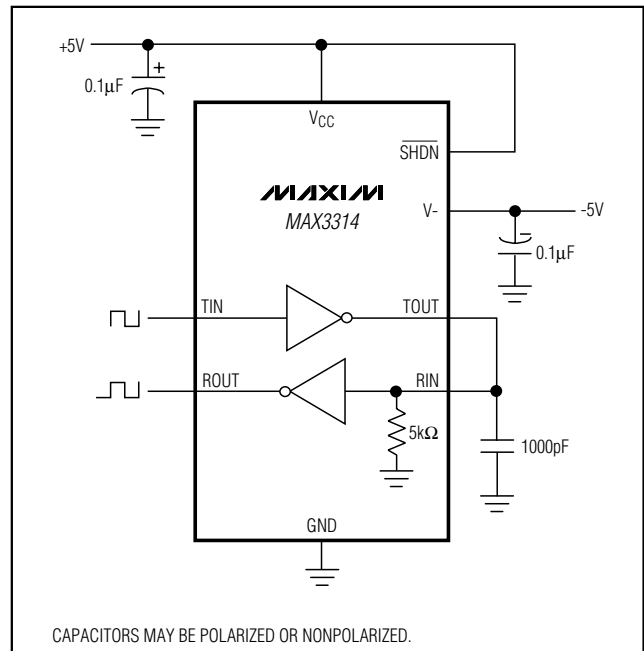 +5V
+
0.1µF
VCC
SHDN
MAXIM
MAX3314
V-
-5V
−
0.1µF
TIN
TOUT
ROUT
RIN
5kΩ
1000pF
GND
CAPACITORS MAY BE POLARIZED OR NONPOLARIZED.